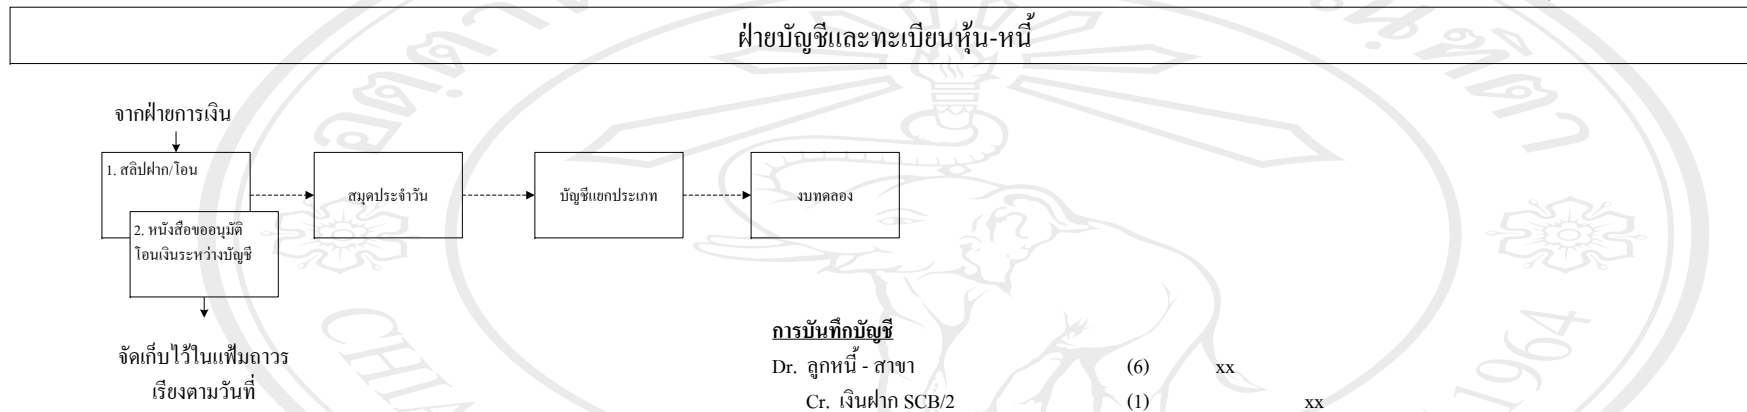 ฝ่ายบัญชีและทะเบียนหุ้น-หนี้
จากฝ่ายการเงิน
1. สลิปฝาก/โอน
สมุดประจำวัน
บัญชีแยกประเภท
งบทดลอง
2. หนังสือขออนุมัติ
โอนเงินระหว่างบัญชี
จัดเก็บไว้ในแฟ้มถาวร
เรียงตามวันที่
การบันทึกบัญชี
Dr. ลูกหนี้ - สาขา (6) xx
Cr. เงินฝาก SCB/2 (1) xx
1964